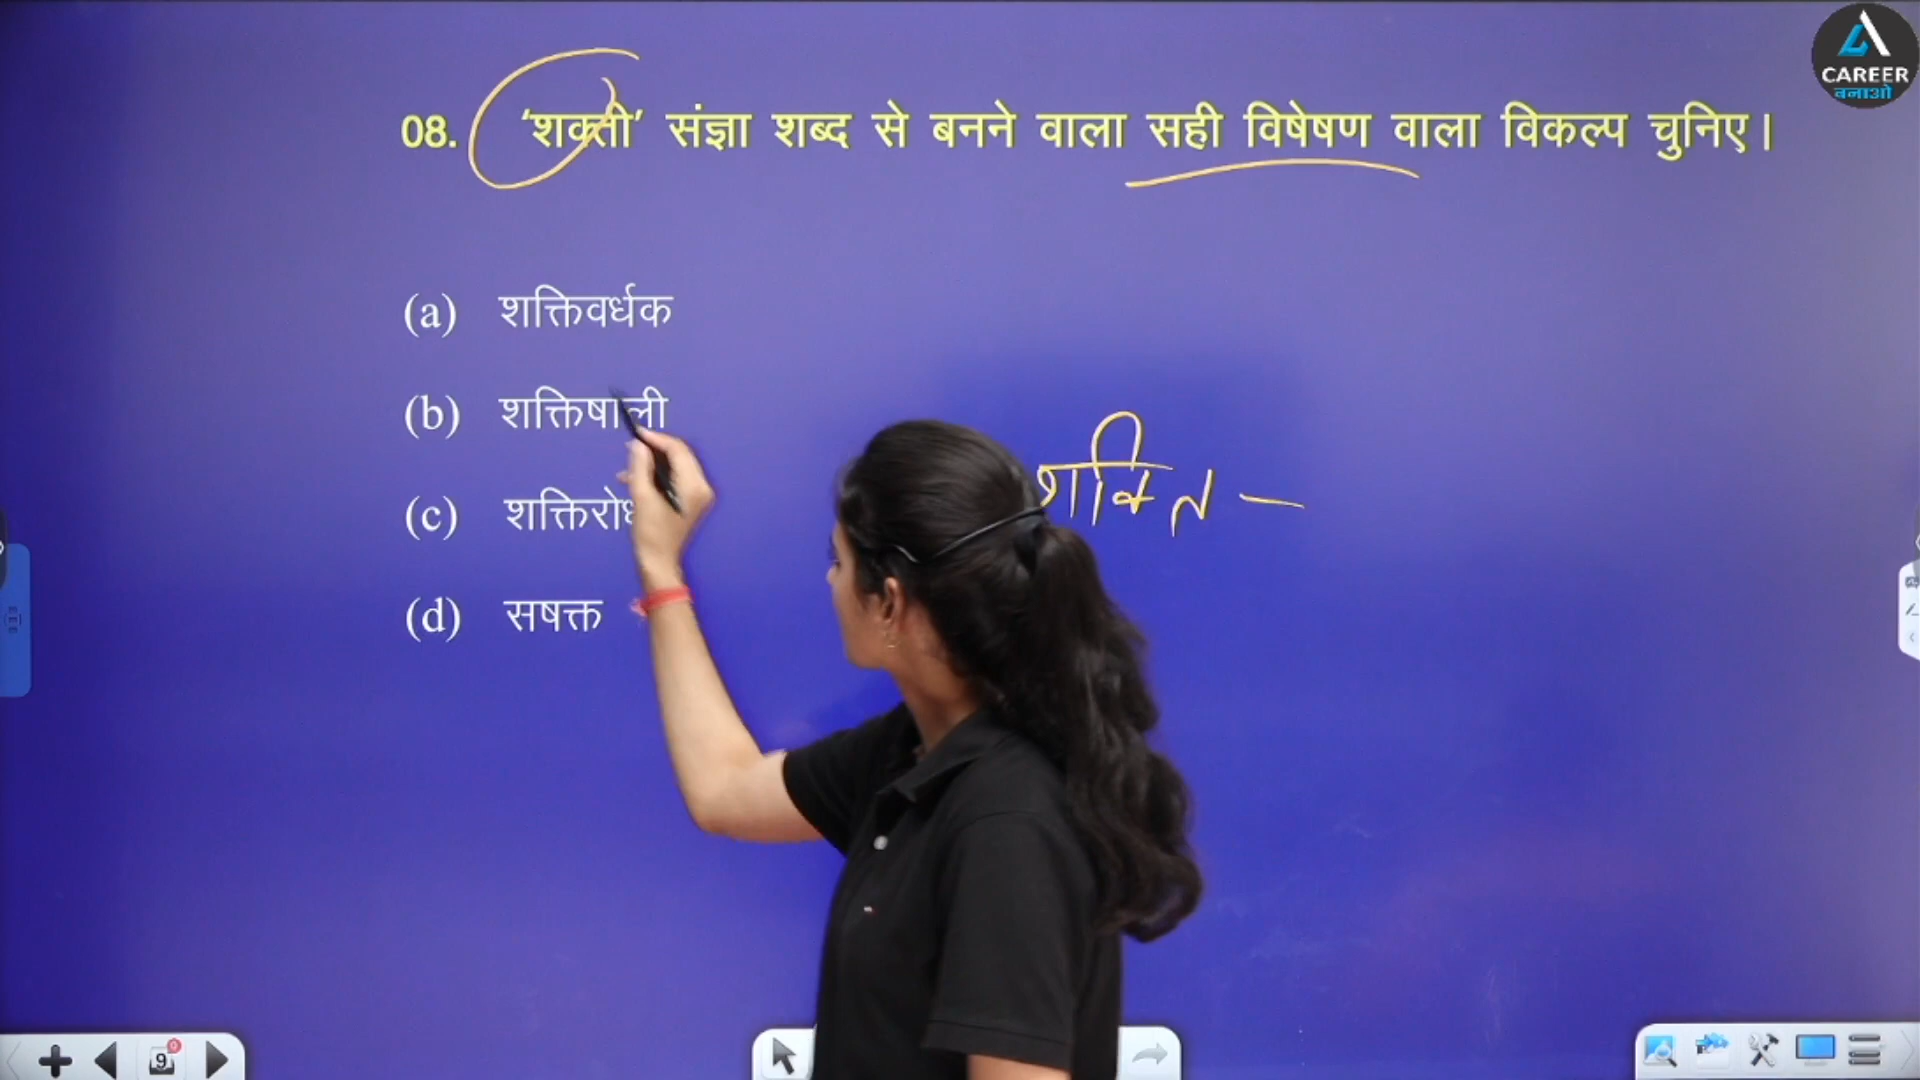 CAREER
बनाओ
08. ‘शक्ती’ संज्ञा शब्द से बनने वाला सही विषेषण वाला विकल्प चुनिए।
(a) शक्तिवर्धक
(b) शक्तिषाली
शक्ति –
(c) शक्तिरोध
(d) सषक्त
9